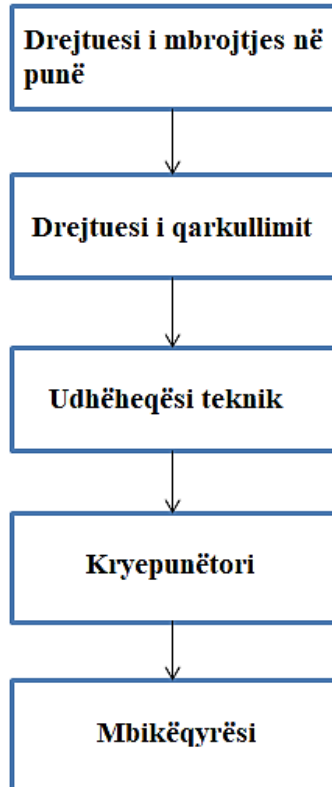 Drejtuesi i mbrojtjes në
punë
Drejtuesi i qarkullimit
Udhëheqësi teknik
Kryepunëtori
Mbikëqyrësi